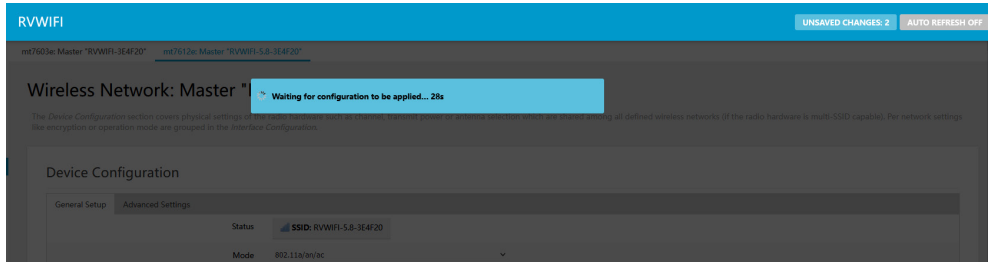 RVWIFI
UNSAVED CHANGES: 2
AUTO REFRESH OFF
mt7603e: Master "RVWIFI-3E4F20"
mt7612e: Master "RVWIFI-5.8-3E4F20"
Wireless Network: Master "
Waiting for configuration to be applied... 28s
The Device Configuration section covers physical settings of the radio hardware such as channel, transmit power or antenna selection which are shared among all defined wireless networks (if the radio hardware is multi-SSID capable). Per network settings
like encryption or operation mode are grouped in the Interface Configuration.
Device Configuration
General Setup
Advanced Settings
Status
SSID: RVWIFI-5.8-3E4F20
Mode
802.11a/an/ac